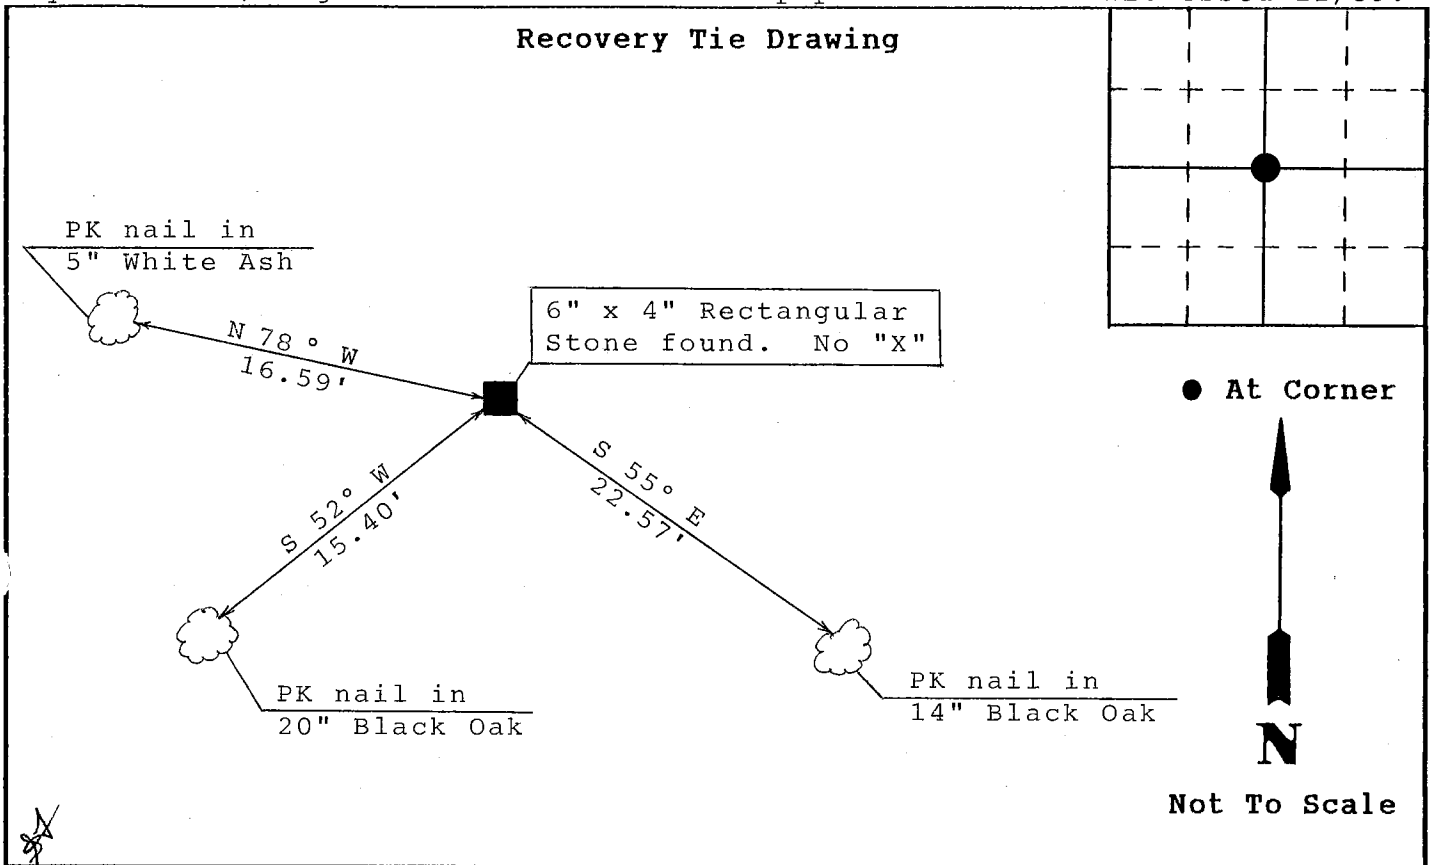 Recovery Tie Drawing
PK nail in
5" White Ash
6" x 4" Rectangular
Stone found. No "X"
N 78° W
16.59'
● At Corner
S 52° W
15.40'
S 55° E
22.57'
PK nail in
20" Black Oak
PK nail in
14" Black Oak
N
Not To Scale